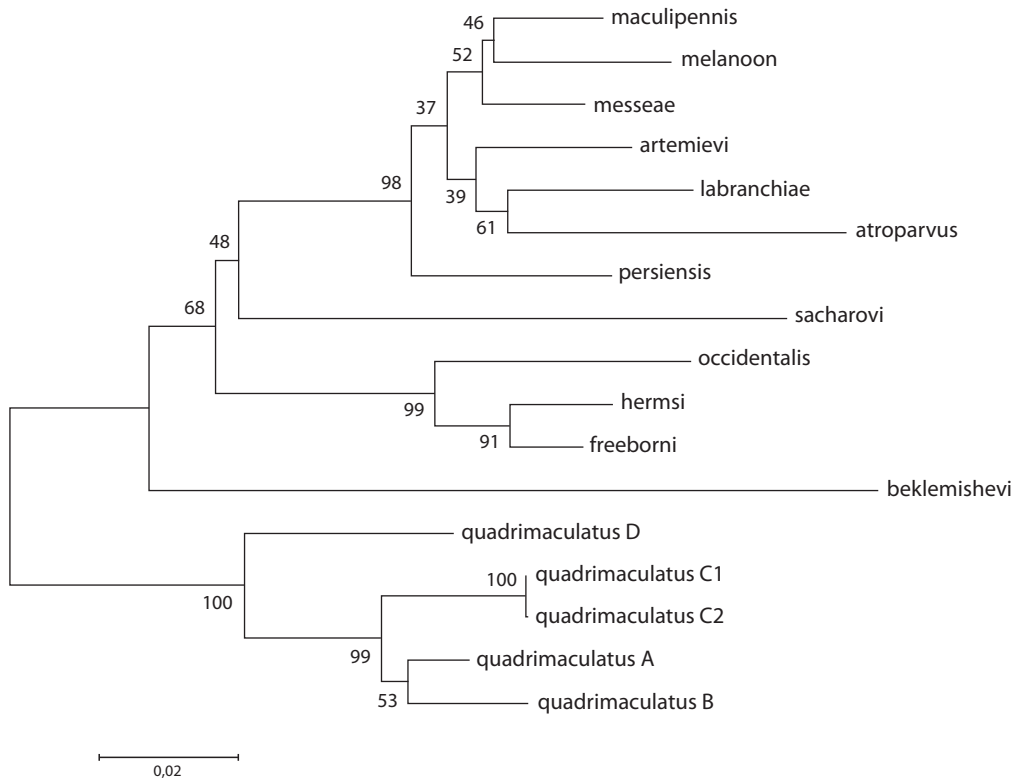 maculipennis
46
melanoon
52
messeae
37
artemievi
98
labranchiae
39
61
atroparvus
48
persiensis
68
sacharovi
occidentalis
hermsi
99
91
freeborni
beklemishevi
quadrimaculatus D
100
quadrimaculatus C1
100
quadrimaculatus C2
99
quadrimaculatus A
53
quadrimaculatus B
0,02